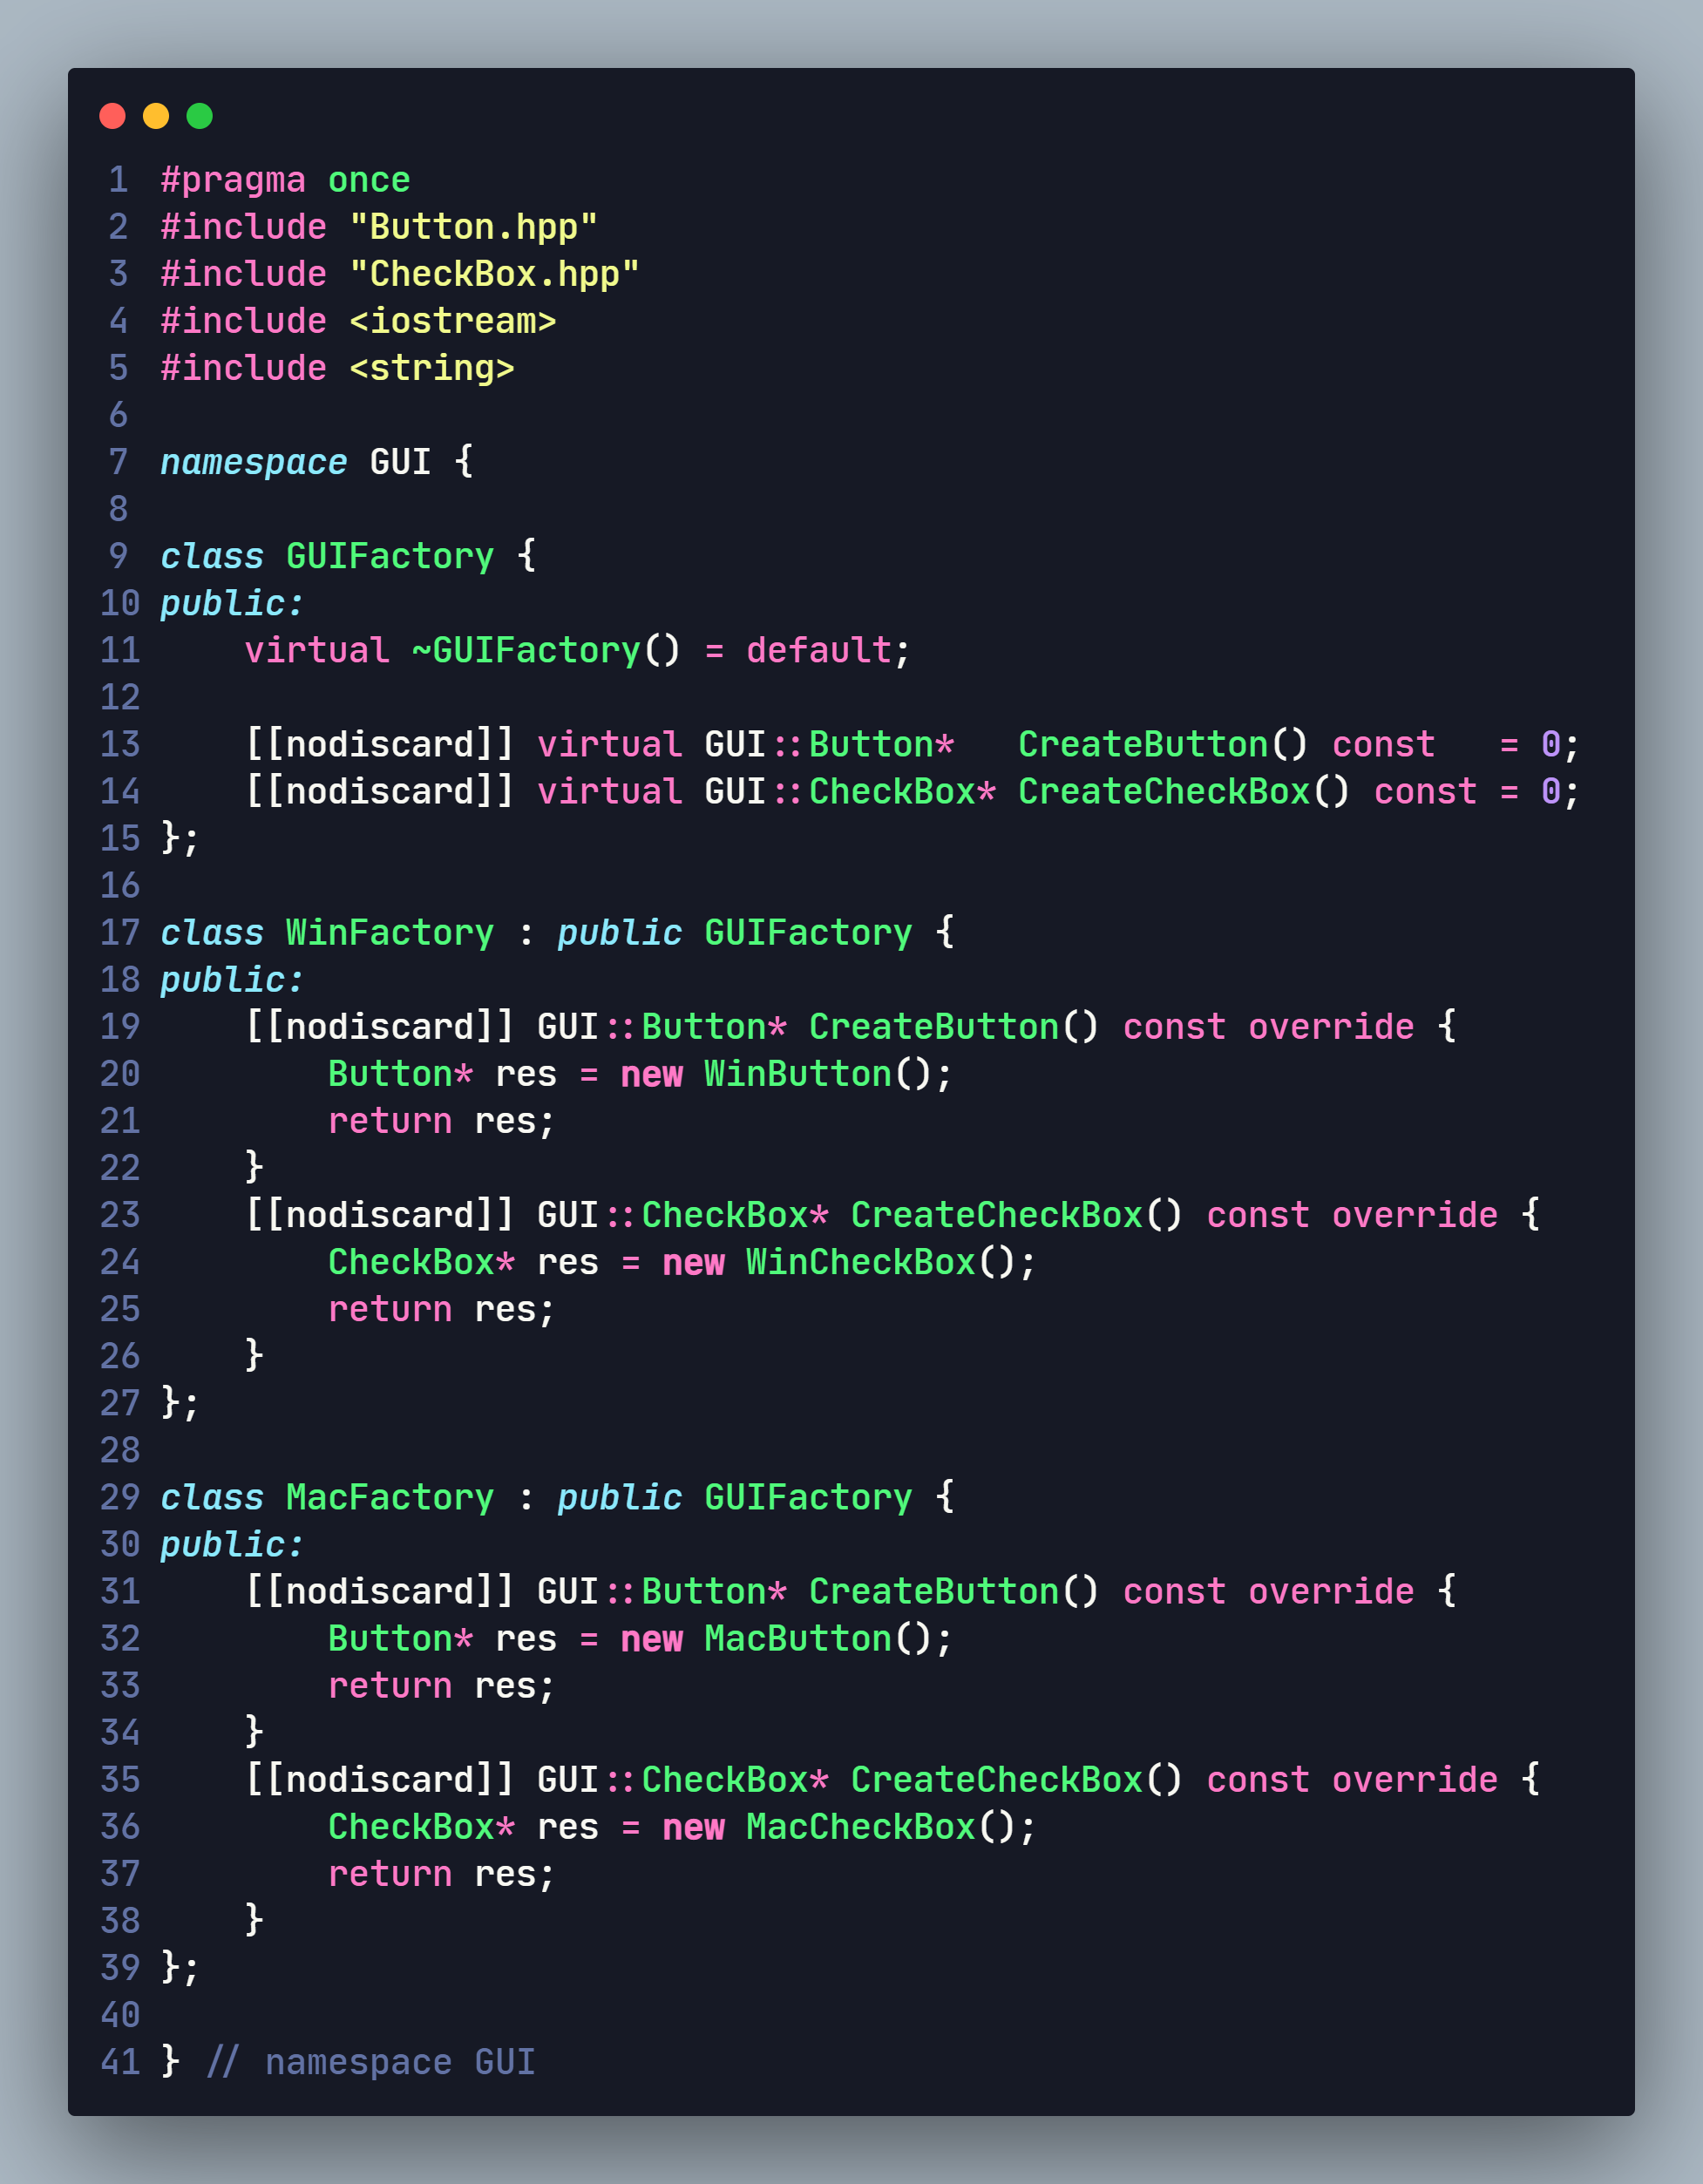 1 #pragma once
2 #include "Button.hpp"
3 #include "CheckBox.hpp"
4 #include <iostream>
5 #include <string>
6
7 namespace GUI {
8
9 class GUIFactory {
10 public:
11     virtual ~GUIFactory() = default;
12
13     [[nodiscard]] virtual GUI::Button*   CreateButton() const   = 0;
14     [[nodiscard]] virtual GUI::CheckBox* CreateCheckBox() const = 0;
15 };
16
17 class WinFactory : public GUIFactory {
18 public:
19     [[nodiscard]] GUI::Button* CreateButton() const override {
20         Button* res = new WinButton();
21         return res;
22     }
23     [[nodiscard]] GUI::CheckBox* CreateCheckBox() const override {
24         CheckBox* res = new WinCheckBox();
25         return res;
26     }
27 };
28
29 class MacFactory : public GUIFactory {
30 public:
31     [[nodiscard]] GUI::Button* CreateButton() const override {
32         Button* res = new MacButton();
33         return res;
34     }
35     [[nodiscard]] GUI::CheckBox* CreateCheckBox() const override {
36         CheckBox* res = new MacCheckBox();
37         return res;
38     }
39 };
40
41 } // namespace GUI